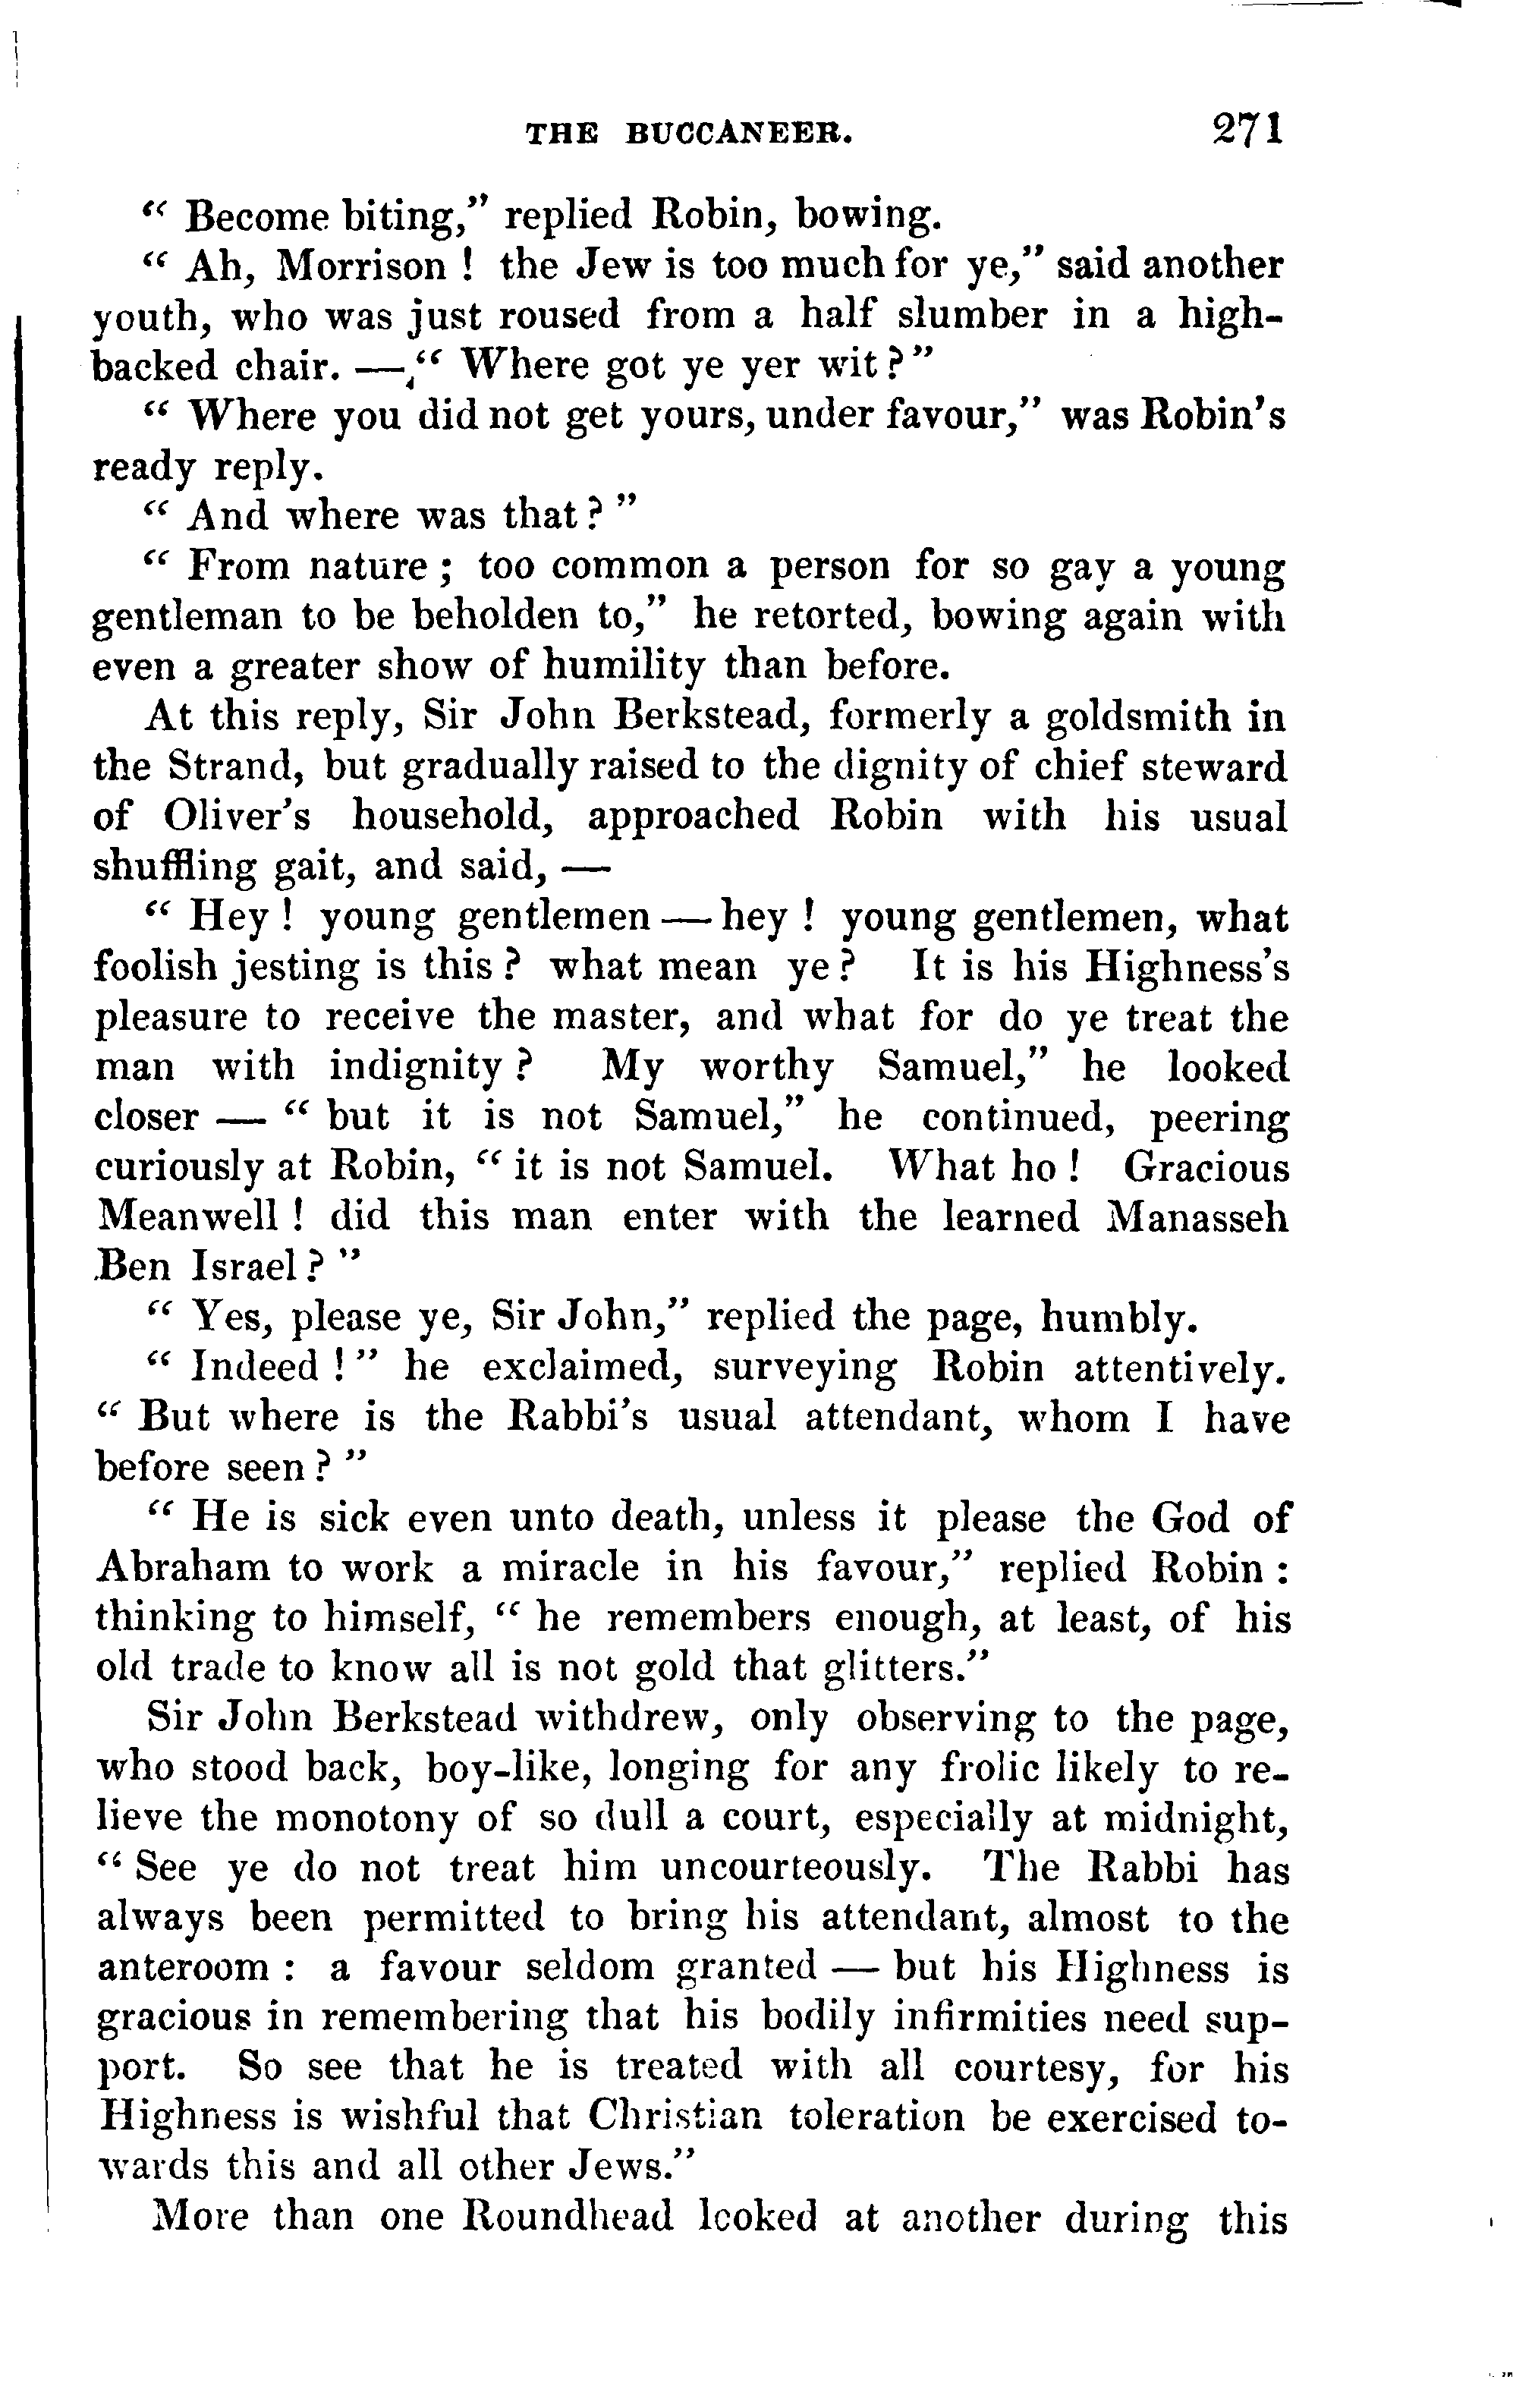 THE BUCCANEER. 271
“ Become biting,” replied Robin, bowing.
“ Ah, Morrison ! the Jew is too much for ye,” said another
youth, who was just roused from a half slumber in a high-
backed chair. —“ Where got ye yer wit ? ”
“ Where you did not get yours, under favour,” was Robin’s
ready reply.
“ And where was that ? ”
“ From nature ; too common a person for so gay a young
gentleman to be beholden to,” he retorted, bowing again with
even a greater show of humility than before.
At this reply, Sir John Berkstead, formerly a goldsmith in
the Strand, but gradually raised to the dignity of chief steward
of Oliver’s household, approached Robin with his usual
shuffling gait, and said, —
“ Hey ! young gentlemen — hey ! young gentlemen, what
foolish jesting is this ? what mean ye ? It is his Highness’s
pleasure to receive the master, and what for do ye treat the
man with indignity ? My worthy Samuel,” he looked
closer — “ but it is not Samuel,” he continued, peering
curiously at Robin, “ it is not Samuel. What ho ! Gracious
Meanwell ! did this man enter with the learned Manasseh
Ben Israel ? ”
“ Yes, please ye, Sir John,” replied the page, humbly.
“ Indeed ! ” he exclaimed, surveying Robin attentively.
“ But where is the Rabbi’s usual attendant, whom I have
before seen ? ”
“ He is sick even unto death, unless it please the God of
Abraham to work a miracle in his favour,” replied Robin :
thinking to himself, “ he remembers enough, at least, of his
old trade to know all is not gold that glitters.”
Sir John Berkstead withdrew, only observing to the page,
who stood back, boy-like, longing for any frolic likely to re-
lieve the monotony of so dull a court, especially at midnight,
“ See ye do not treat him uncourteously. The Rabbi has
always been permitted to bring his attendant, almost to the
anteroom : a favour seldom granted — but his Highness is
gracious in remembering that his bodily infirmities need sup-
port. So see that he is treated with all courtesy, for his
Highness is wishful that Christian toleration be exercised to-
wards this and all other Jews.”
More than one Roundhead looked at another during this